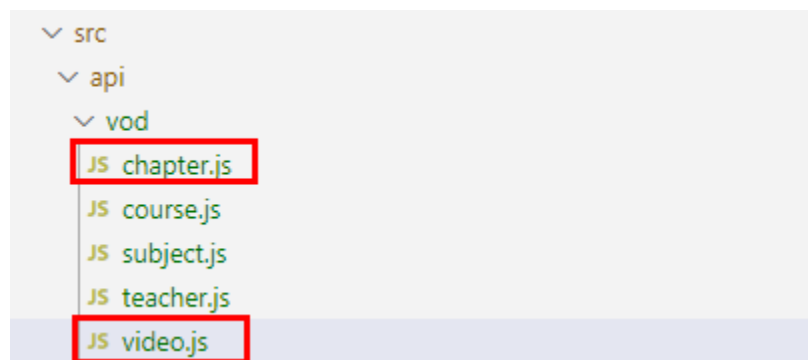 src
api
vod
JS chapter.js
JS course.js
JS subject.js
JS teacher.js
JS video.js